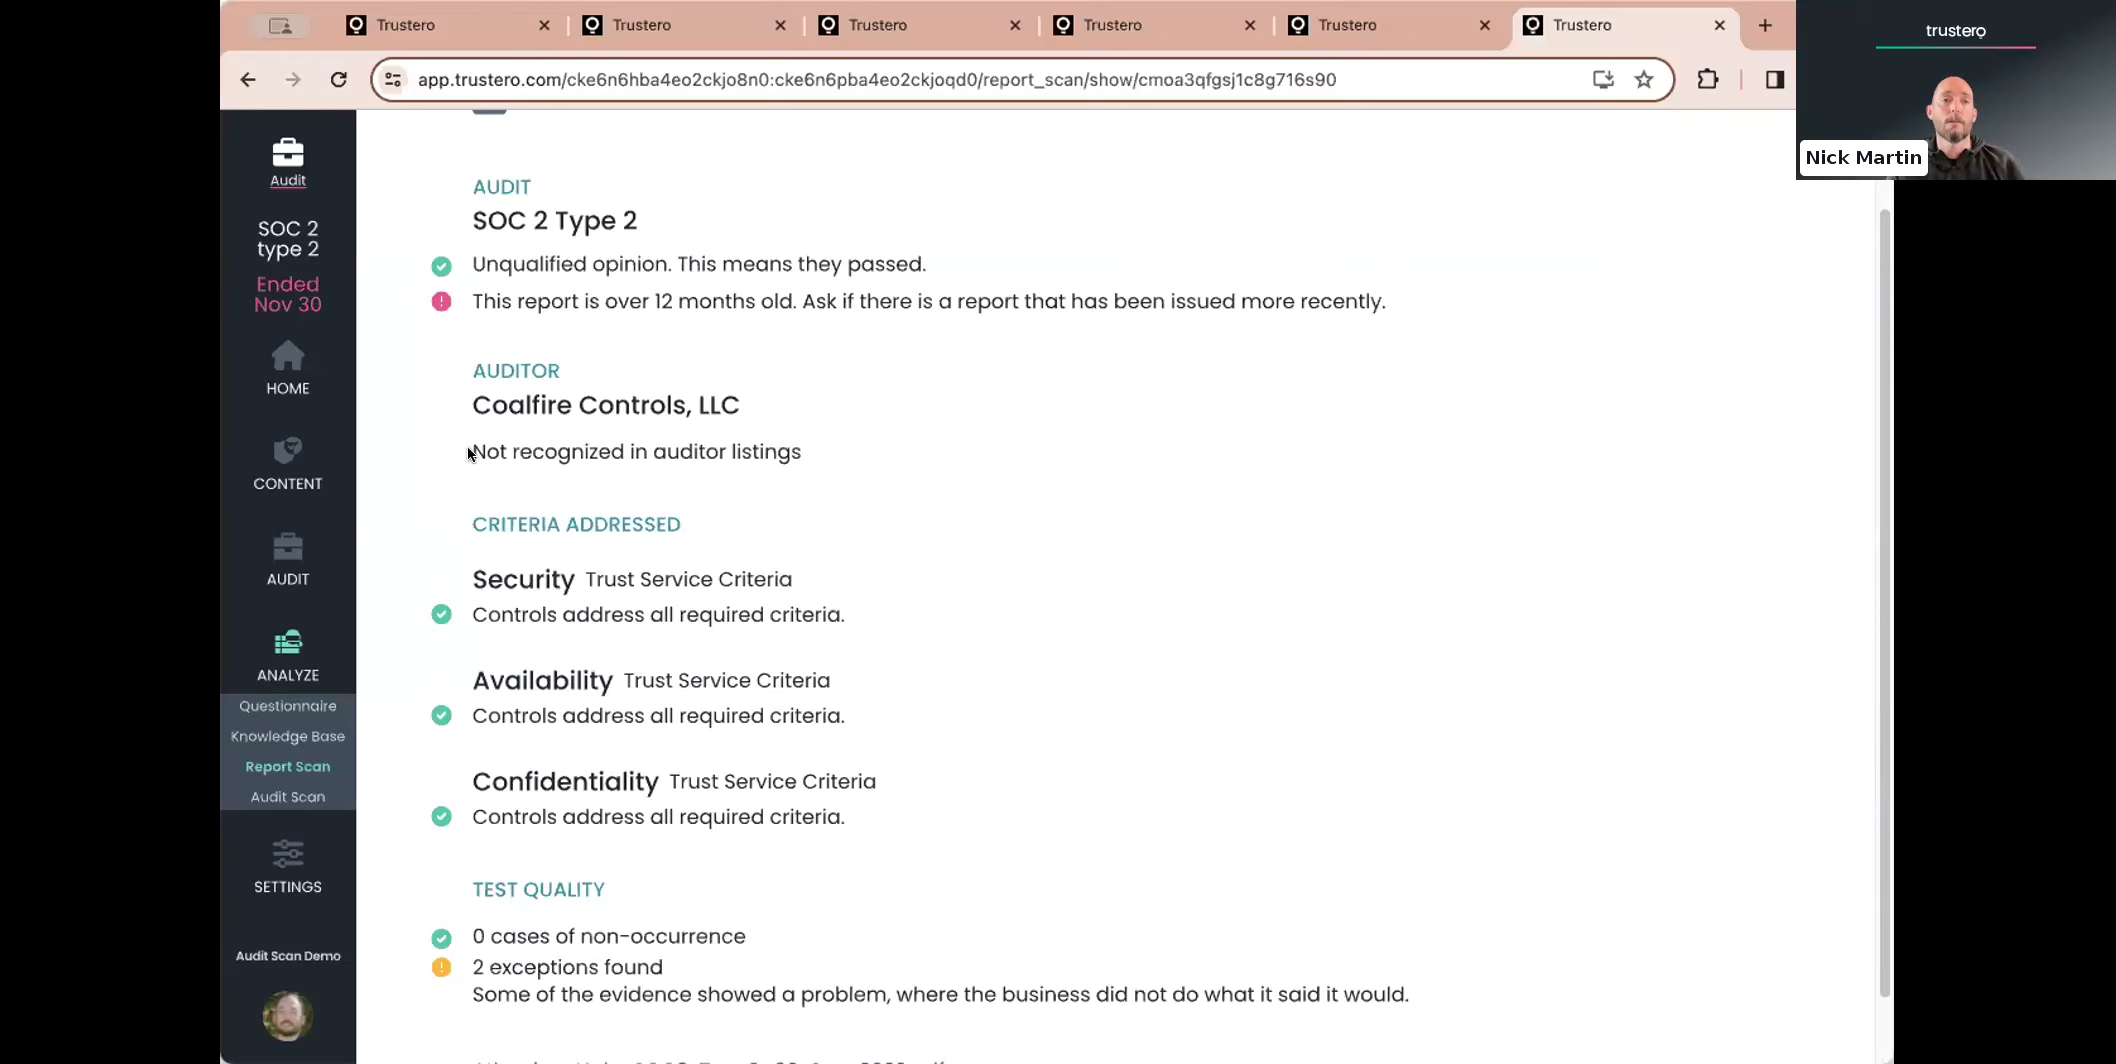 Trustero
Trustero
Trustero
Trustero
Trustero
Trustero
app.trustero.com/cke6n6hba4eo2ckjo8n0:cke6n6pba4eo2ckjoqd0/report_scan/show/cmoa3qfgsj1c8g716s90
trustero
Nick Martin
Audit
SOC 2
type 2
Ended
Nov 30
HOME
CONTENT
AUDIT
ANALYZE
Questionnaire
Knowledge Base
Report Scan
Audit Scan
SETTINGS
Audit Scan Demo
AUDIT
SOC 2 Type 2
Unqualified opinion. This means they passed.
This report is over 12 months old. Ask if there is a report that has been issued more recently.
AUDITOR
Coalfire Controls, LLC
Not recognized in auditor listings
CRITERIA ADDRESSED
Security Trust Service Criteria
Controls address all required criteria.
Availability Trust Service Criteria
Controls address all required criteria.
Confidentiality Trust Service Criteria
Controls address all required criteria.
TEST QUALITY
0 cases of non-occurrence
2 exceptions found
Some of the evidence showed a problem, where the business did not do what it said it would.